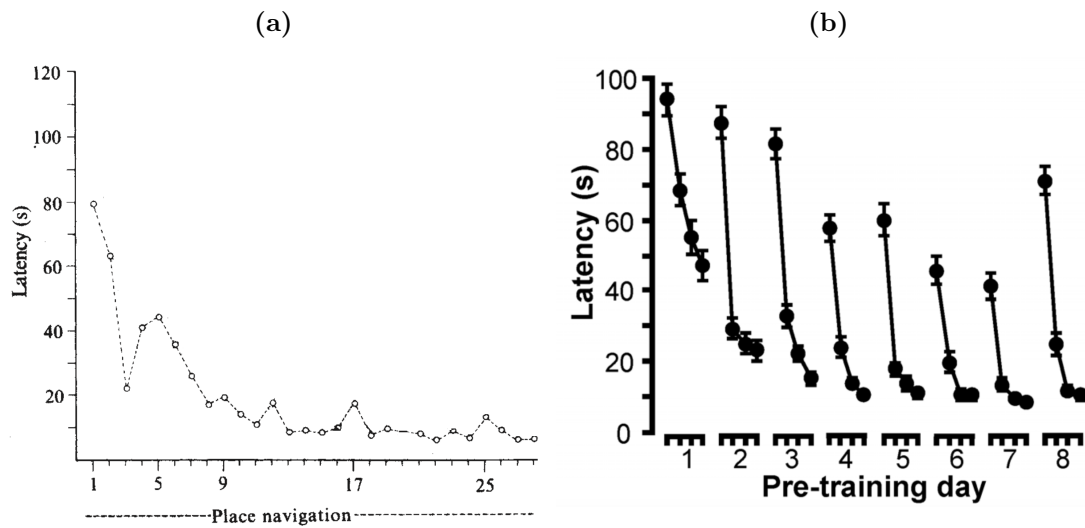 (a)
120
100
80
60
40
20
Latency (s)
1 5 9 17 25
Place navigation
(b)
100
80
60
40
20
0
Latency (s)
1 2 3 4 5 6 7 8
Pre-training day